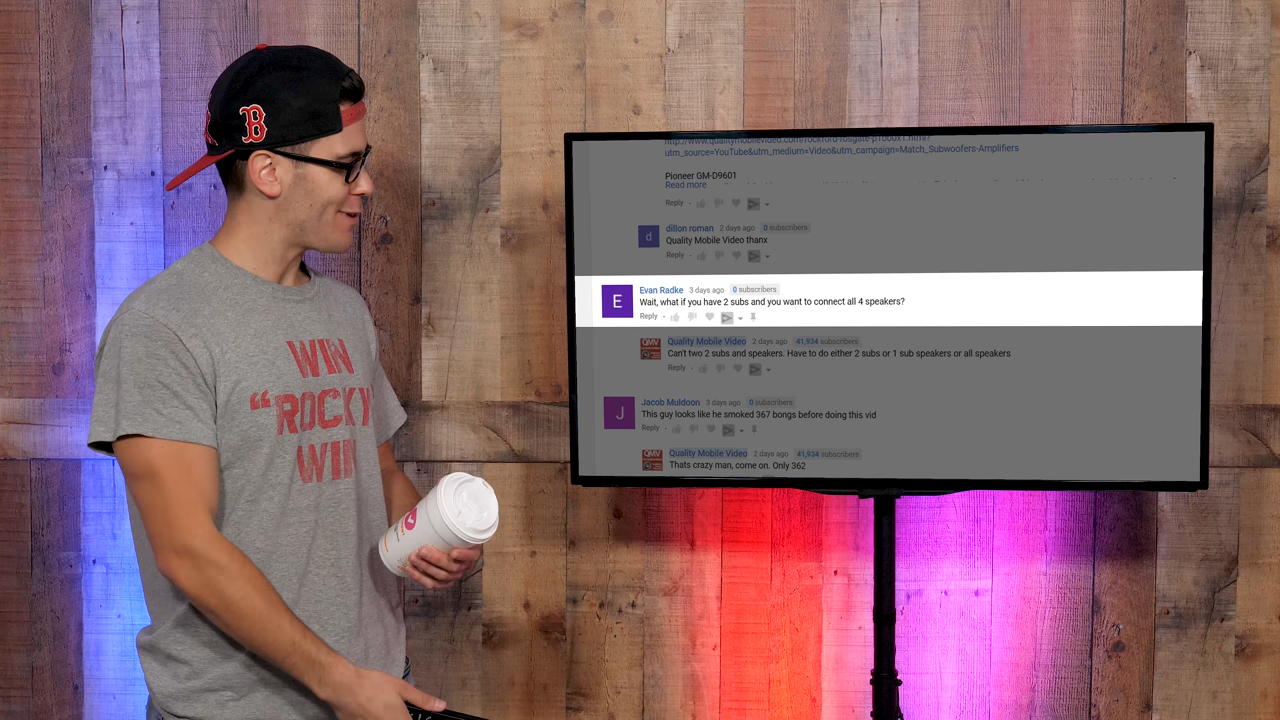 B
WIN
"ROCKY
WIN
utm_source=YouTube&utm_medium=Video&utm_campaign=Match_Subwoofers-Amplifiers
Pioneer GM-D9601
Read more
Reply
d
dillon roman 2 days ago 0 subscribers
Quality Mobile Video thanx
Reply
E
Evan Radke 3 days ago 0 subscribers
Wait, what if you have 2 subs and you want to connect all 4 speakers?
Reply
QMV
Quality Mobile Video 2 days ago 41,934 subscribers
Can't two 2 subs and speakers. Have to do either 2 subs or 1 sub speakers or all speakers
Reply
J
Jacob Muldoon 3 days ago 0 subscribers
This guy looks like he smoked 367 bongs before doing this vid
Reply
QMV
Quality Mobile Video 2 days ago 41,934 subscribers
Thats crazy man, come on. Only 362